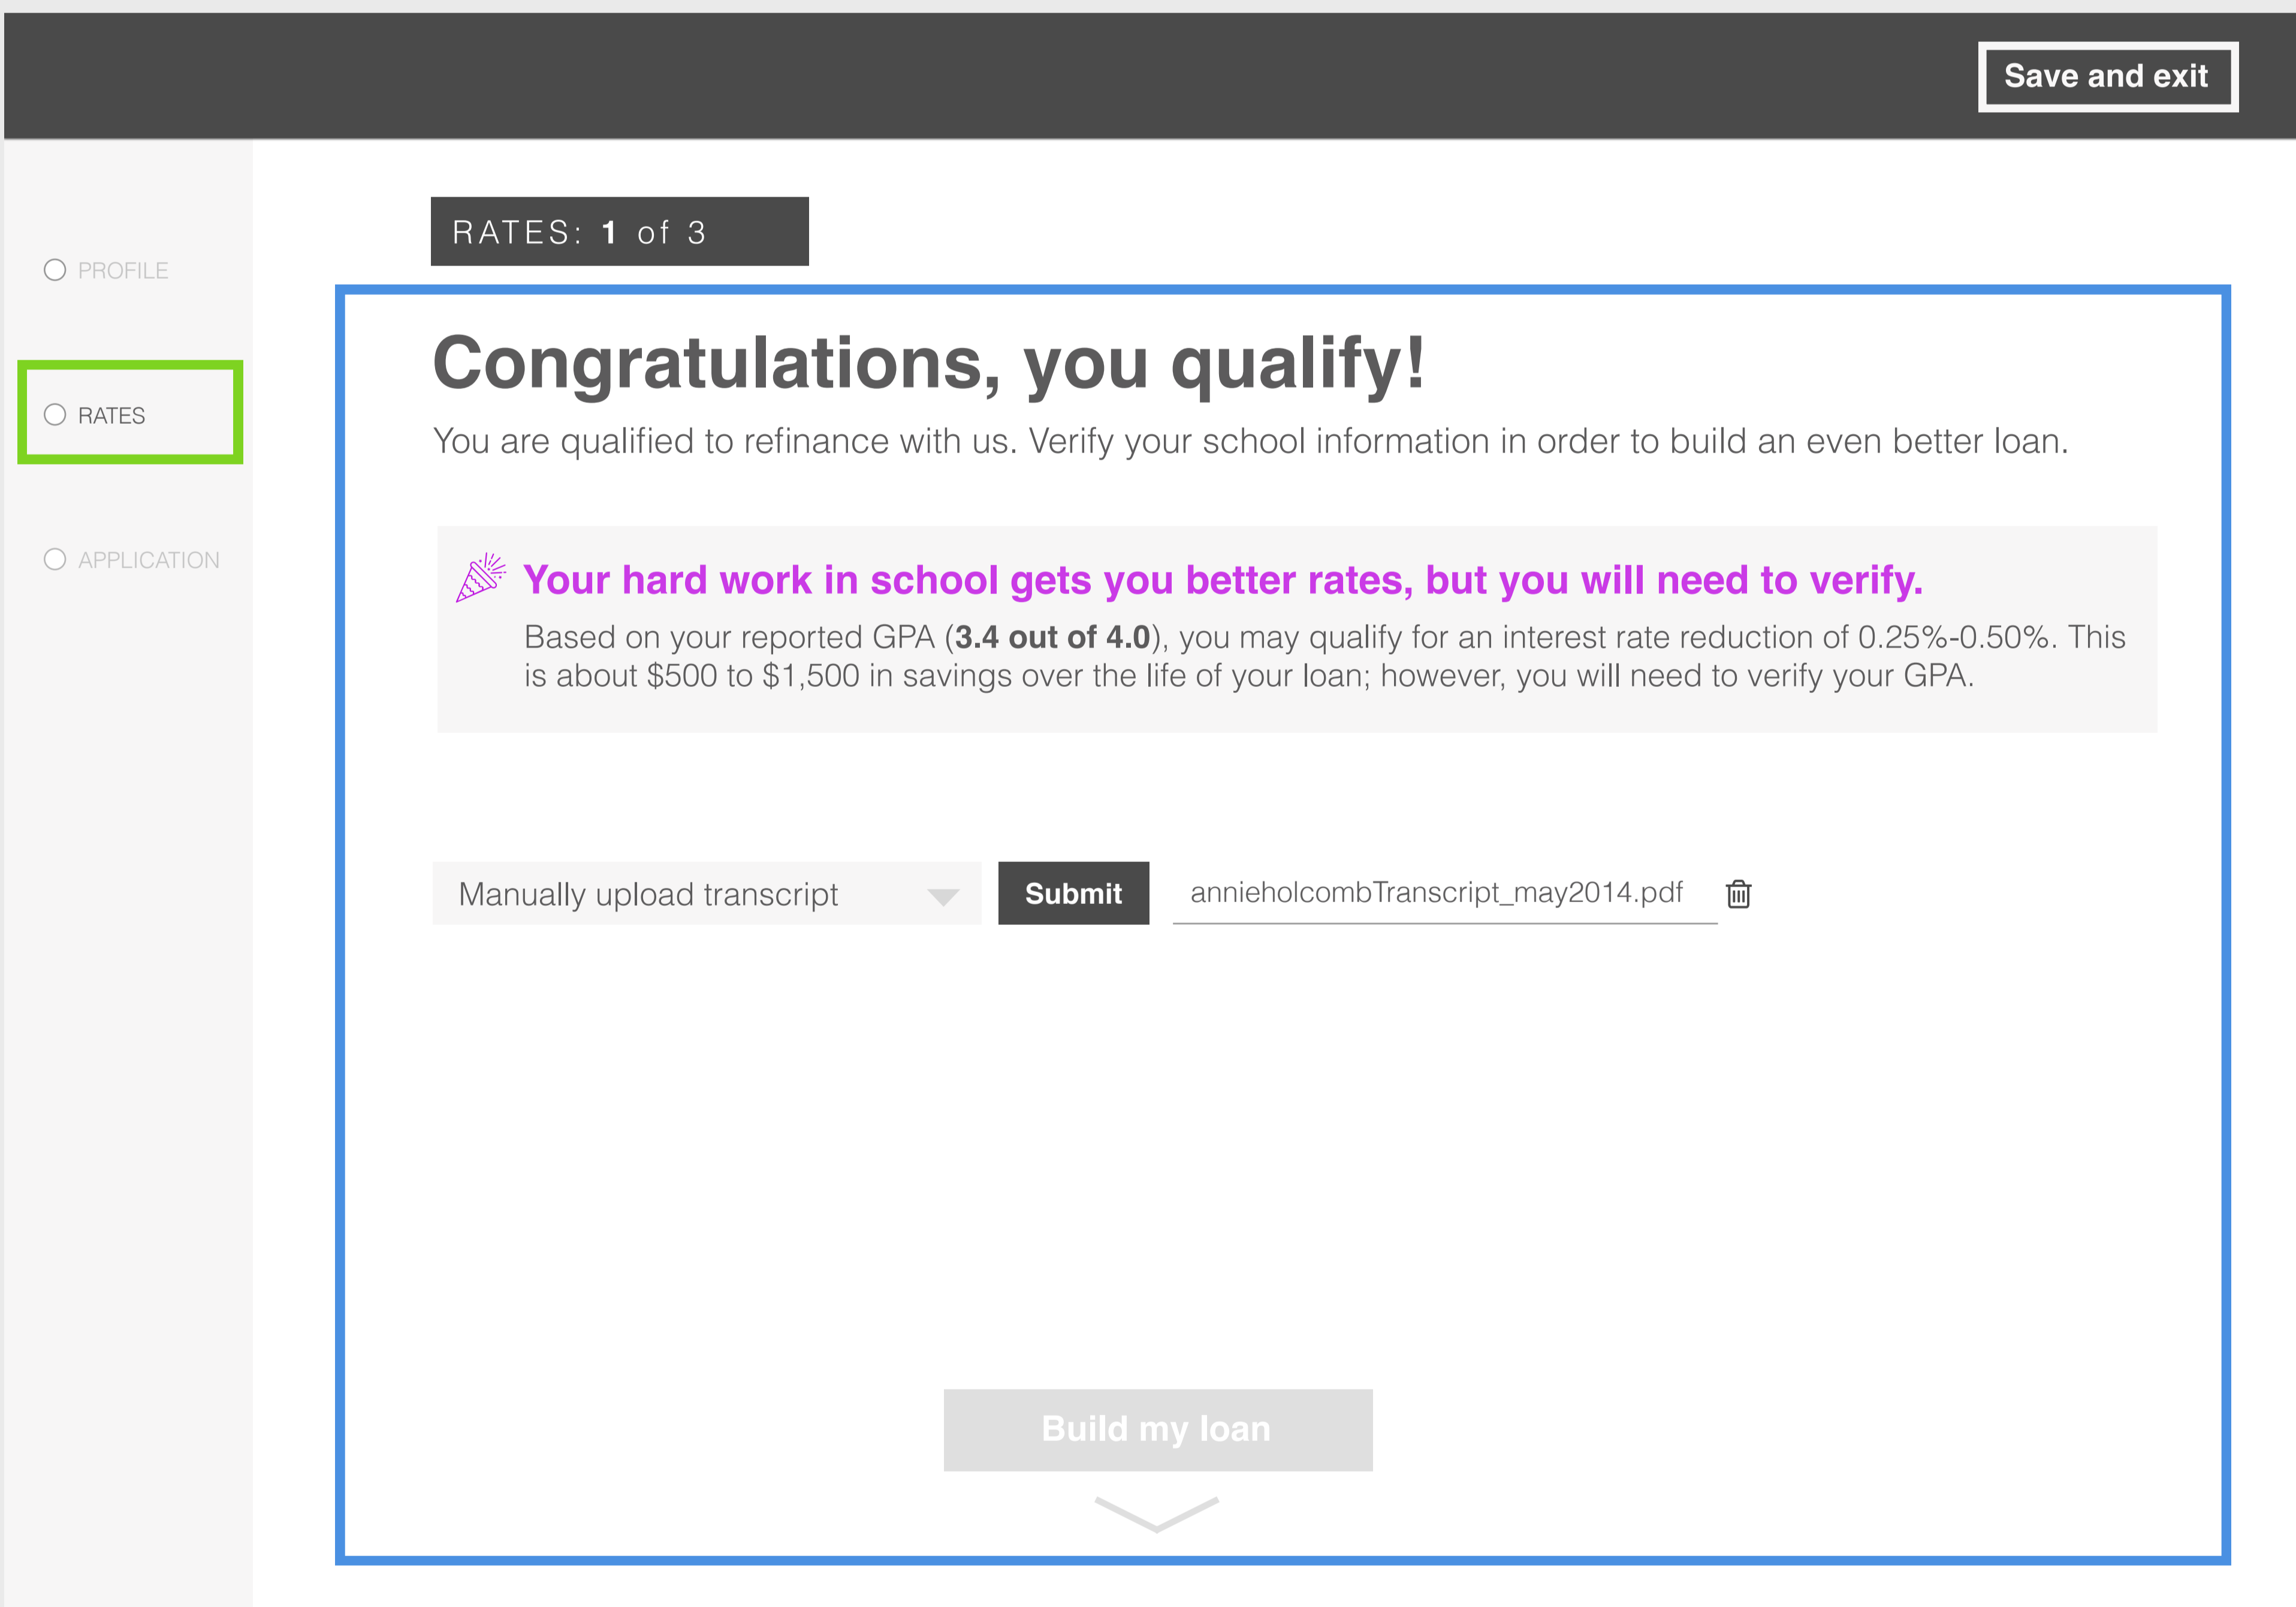 Save and exit
RATES: 1 of 3
PROFILE
RATES
APPLICATION
Congratulations, you qualify!
You are qualified to refinance with us. Verify your school information in order to build an even better loan.
Your hard work in school gets you better rates, but you will need to verify.
Based on your reported GPA (3.4 out of 4.0), you may qualify for an interest rate reduction of 0.25%-0.50%. This
is about $500 to $1,500 in savings over the life of your loan; however, you will need to verify your GPA.
Manually upload transcript
Submit
annieholcombTranscript_may2014.pdf
Build my loan